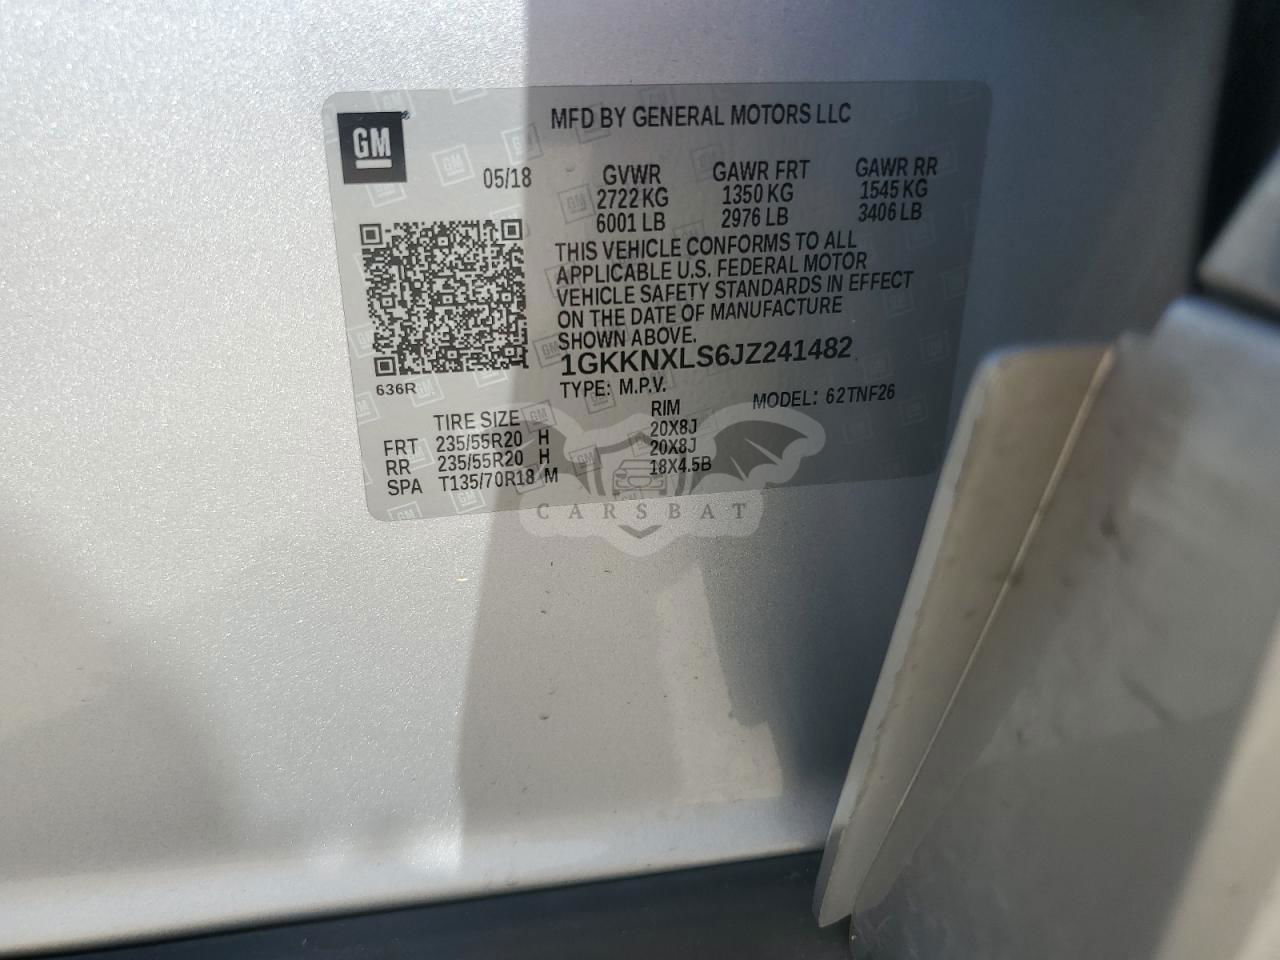 GM
MFD BY GENERAL MOTORS LLC
05/18
GVWR GAWR FRT GAWR RR
2722 KG 1350 KG 1545 KG
6001 LB 2976 LB 3406 LB
THIS VEHICLE CONFORMS TO ALL
APPLICABLE U.S. FEDERAL MOTOR
VEHICLE SAFETY STANDARDS IN EFFECT
ON THE DATE OF MANUFACTURE
SHOWN ABOVE.
1GKKNXLS6JZ241482
636R
TYPE: M.P.V. MODEL: 62TNF26
TIRE SIZE RIM
FRT 235/55R20 H 20X8J
RR 235/55R20 H 20X8J
SPA T135/70R18 M 18X4.5B
CARSBAT